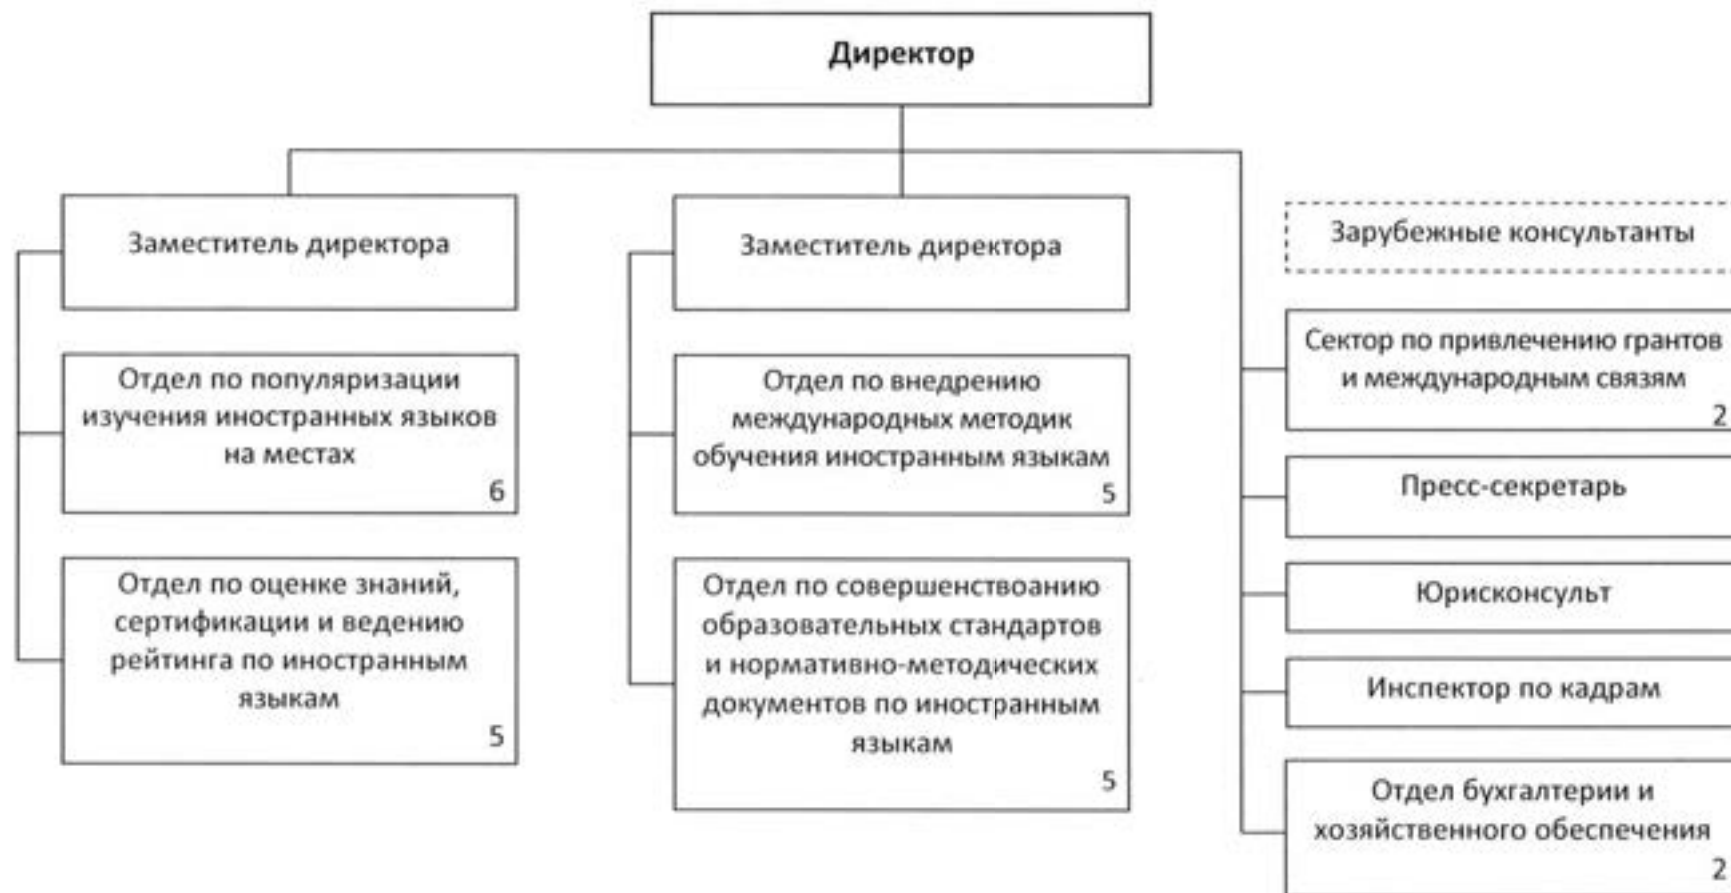 Директор
Заместитель директора
Отдел по популяризации
изучения иностранных языков
на местах
6
Отдел по оценке знаний,
сертификации и ведению
рейтинга по иностранным
языкам
5
Заместитель директора
Отдел по внедрению
международных методик
обучения иностранным языкам
5
Отдел по совершенствоанию
образовательных стандартов
и нормативно-методических
документов по иностранным
языкам
5
Зарубежные консультанты
Сектор по привлечению грантов
и международным связям
2
Пресс-секретарь
Юрисконсульт
Инспектор по кадрам
Отдел бухгалтерии и
хозяйственного обеспечения
2